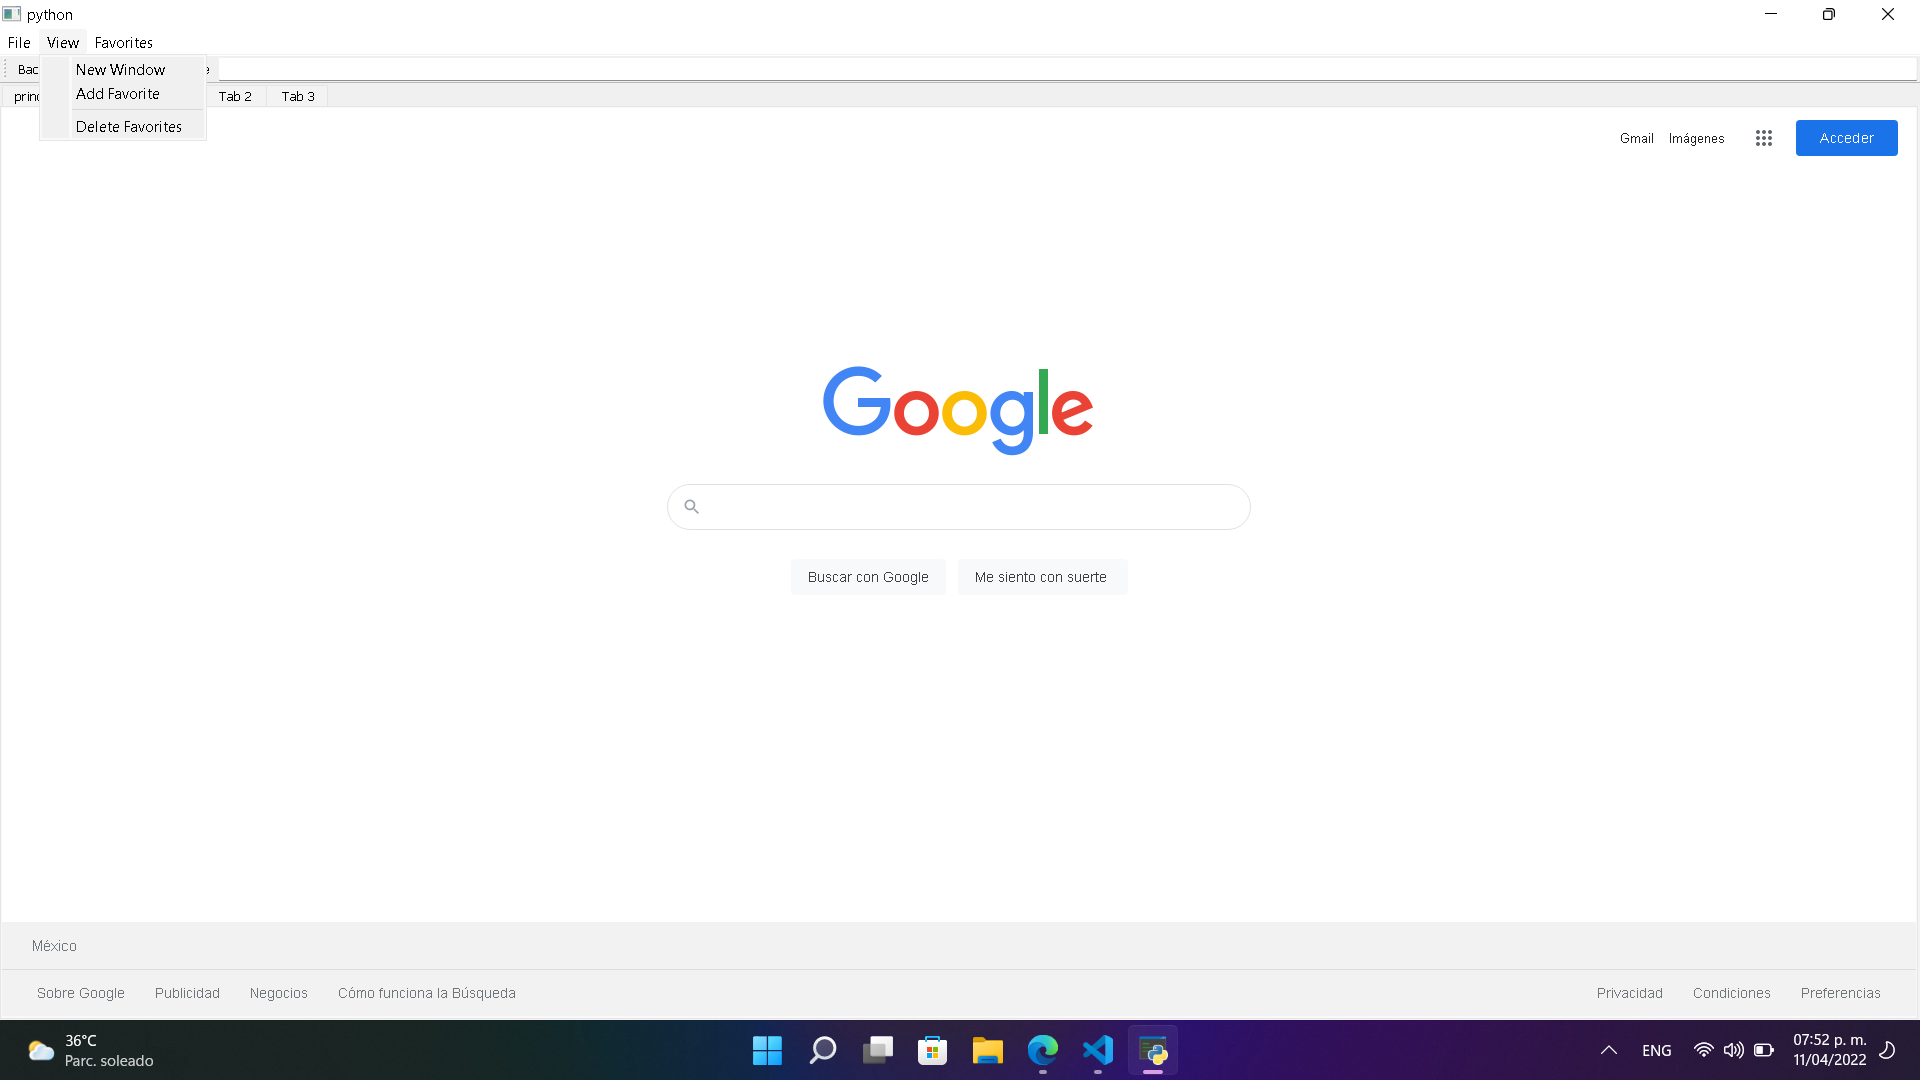 python
File View Favorites
Bac e
New Window
Add Favorite
Delete Favorites
princ Tab 2 Tab 3
Gmail Imágenes Acceder
Google
Buscar con Google Me siento con suerte
México
Sobre Google Publicidad Negocios Cómo funciona la Búsqueda Privacidad Condiciones Preferencias
36°C
Parc. soleado
ENG
07:52 p. m.
11/04/2022